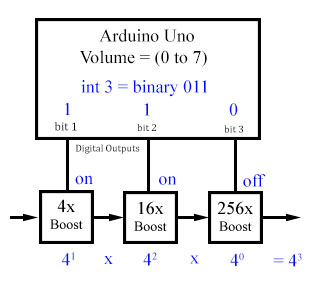 Arduino Uno
Volume = (0 to 7)
int 3 = binary 011
1 1 0
bit 1 bit 2 bit 3
Digital Outputs
on on off
4x 16x 256x
Boost Boost Boost
4¹ x 4² x 4⁰ = 4³